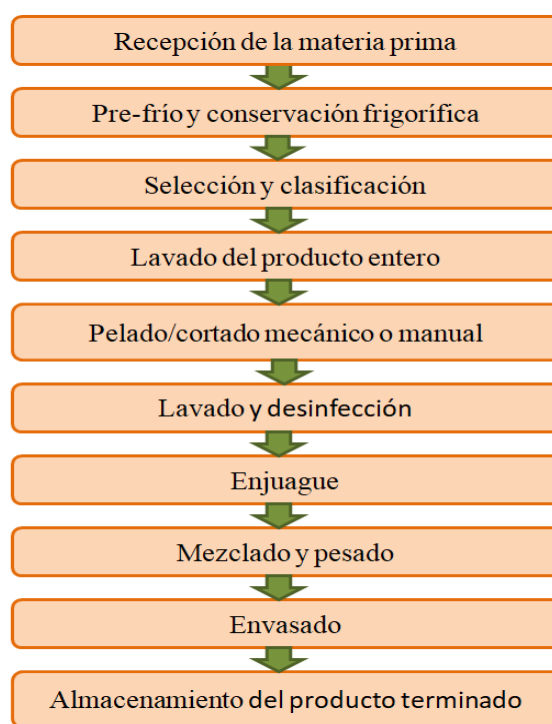 Recepción de la materia prima
Pre-frío y conservación frigorífica
Selección y clasificación
Lavado del producto entero
Pelado/cortado mecánico o manual
Lavado y desinfección
Enjuague
Mezclado y pesado
Envasado
Almacenamiento del producto terminado